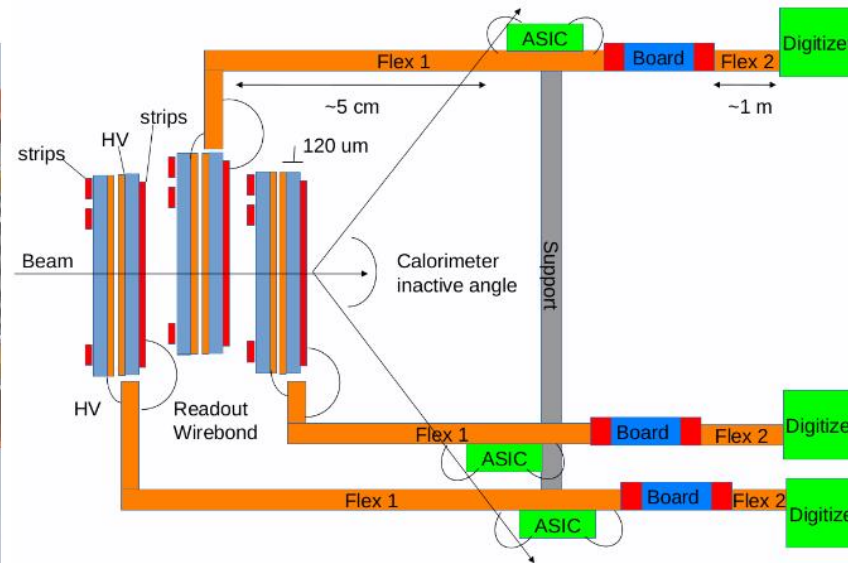 ASIC
Flex 1
Board
Flex 2
Digitize
~5 cm
~1 m
strips
HV
strips
120 um
Beam
Calorimeter
inactive angle
Support
HV
Readout
Wirebond
Flex 1
Board
Flex 2
Digitize
ASIC
Flex 1
Board
Flex 2
Digitize
ASIC